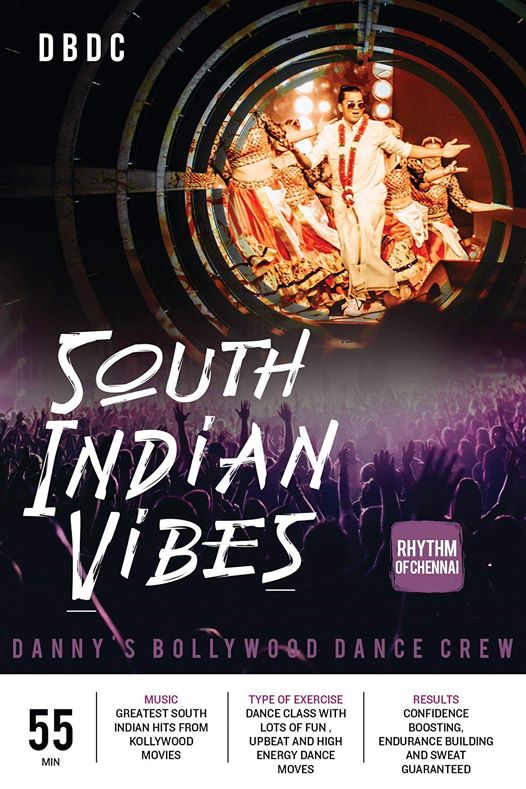 DBDC
SOUTH
INDIAN
VIBES
RHYTHM
OF CHENNAI
DANNY'S BOLLYWOOD DANCE CREW
55
MIN
MUSIC
GREATEST SOUTH
INDIAN HITS FROM
KOLLYWOOD
MOVIES
TYPE OF EXERCISE
DANCE CLASS WITH
LOTS OF FUN ,
UPBEAT AND HIGH
ENERGY DANCE
MOVES
RESULTS
CONFIDENCE
BOOSTING,
ENDURANCE BUILDING
AND SWEAT
GUARANTEED